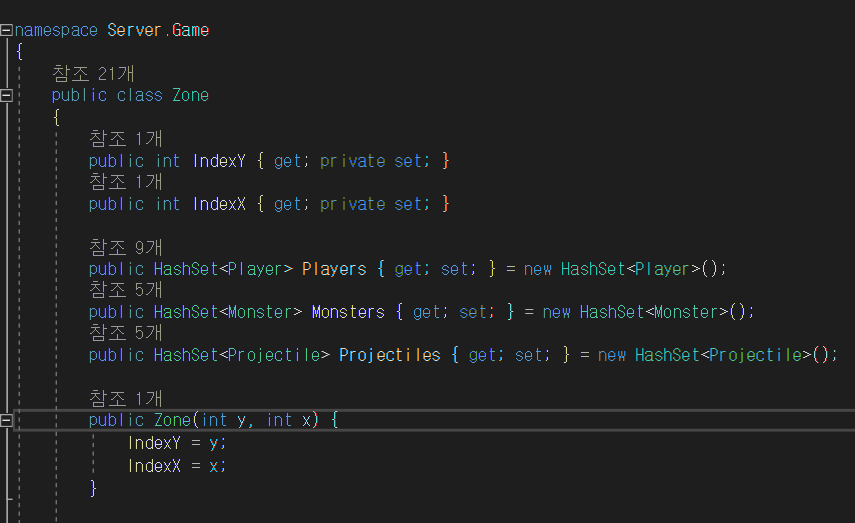 namespace Server.Game
{
참조 21개
public class Zone
{
참조 1개
public int IndexY { get; private set; }
참조 1개
public int IndexX { get; private set; }
참조 9개
public HashSet<Player> Players { get; set; } = new HashSet<Player>();
참조 5개
public HashSet<Monster> Monsters { get; set; } = new HashSet<Monster>();
참조 5개
public HashSet<Projectile> Projectiles { get; set; } = new HashSet<Projectile>();
참조 1개
public Zone(int y, int x) {
IndexY = y;
IndexX = x;
}